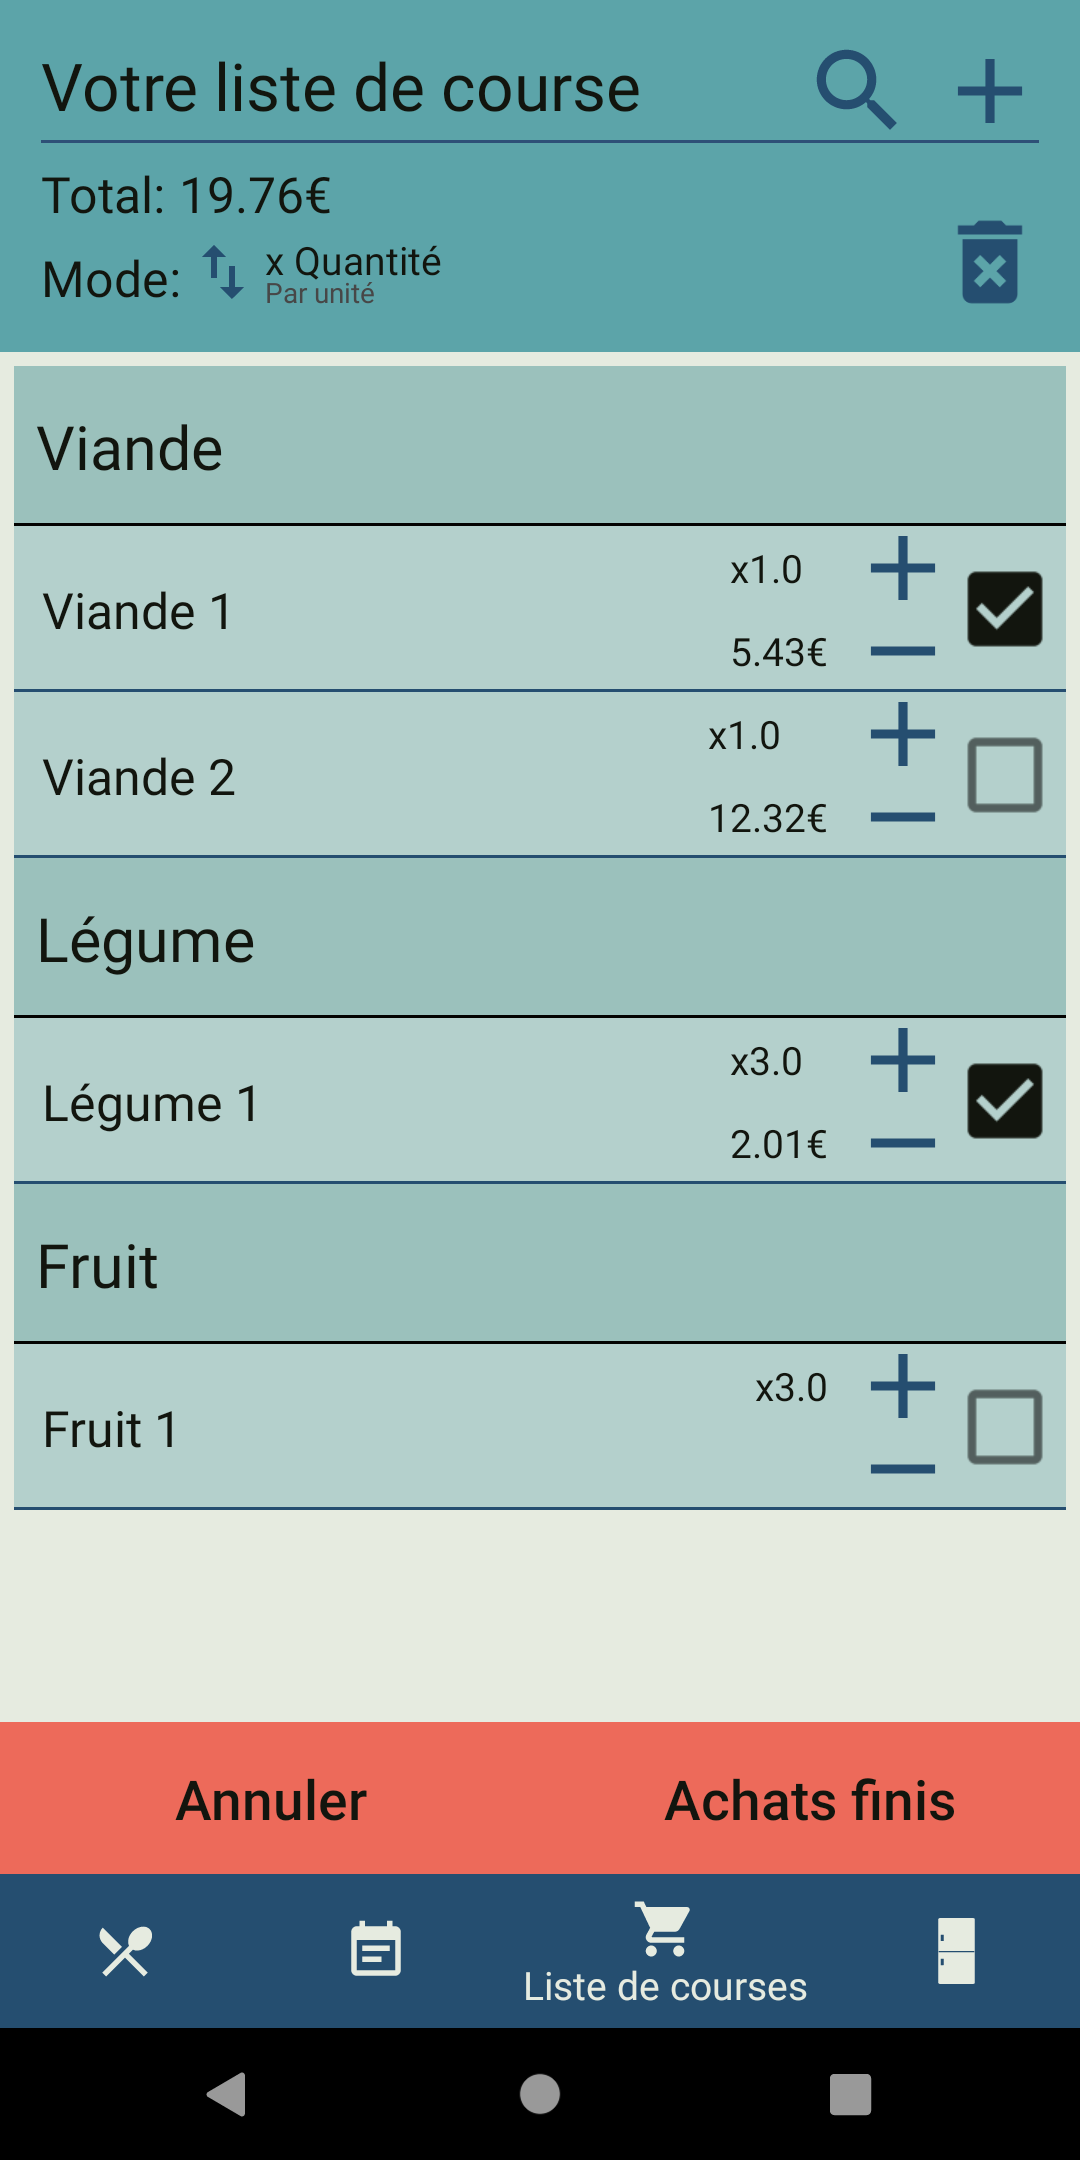 Votre liste de course
Total: 19.76€
Mode: x Quantité
Par unité
Viande
Viande 1
x1.0
5.43€
Viande 2
x1.0
12.32€
Légume
Légume 1
x3.0
2.01€
Fruit
Fruit 1
x3.0
Annuler
Achats finis
Liste de courses